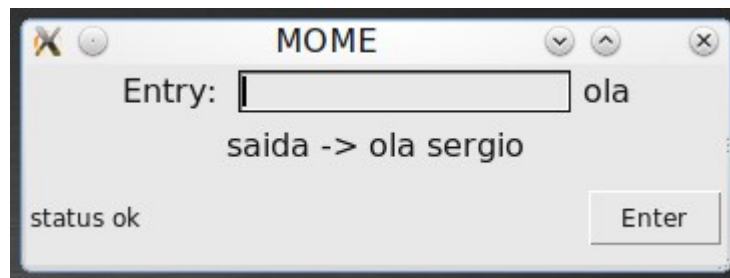 MOME
Entry: ola
saida -> ola sergio
status ok Enter